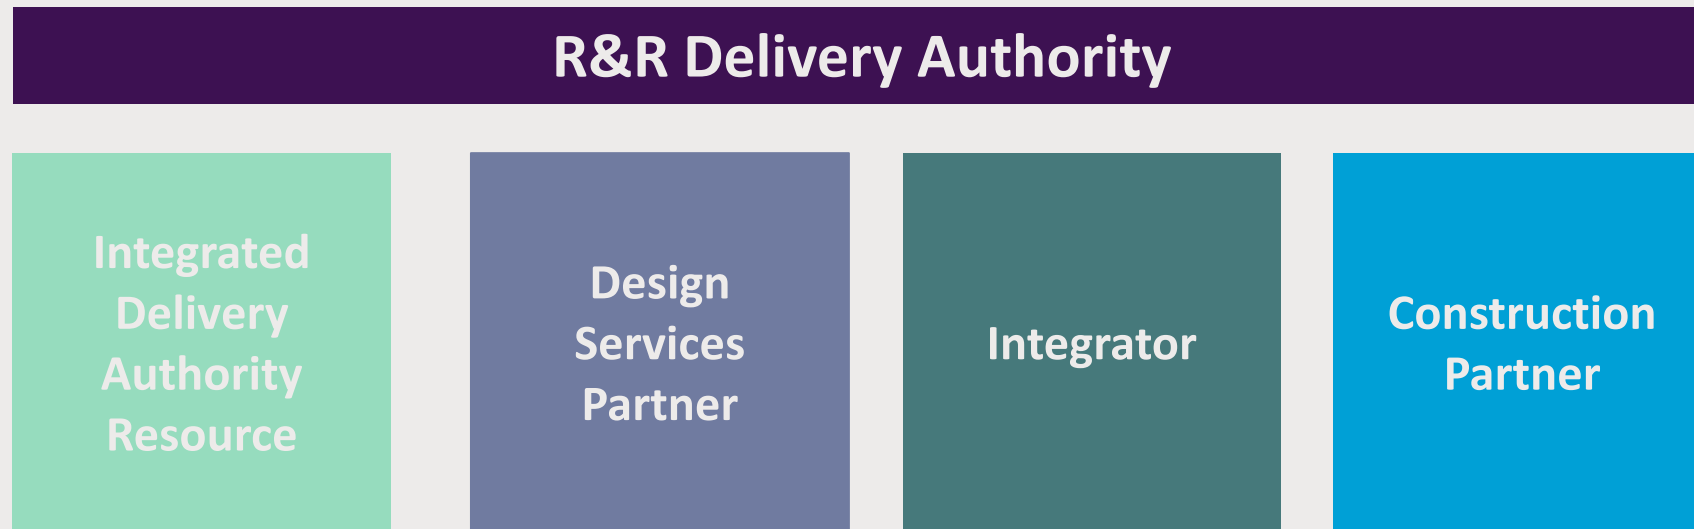 R&R Delivery Authority
Integrated
Delivery
Authority
Resource
Design
Services
Partner
Integrator
Construction
Partner